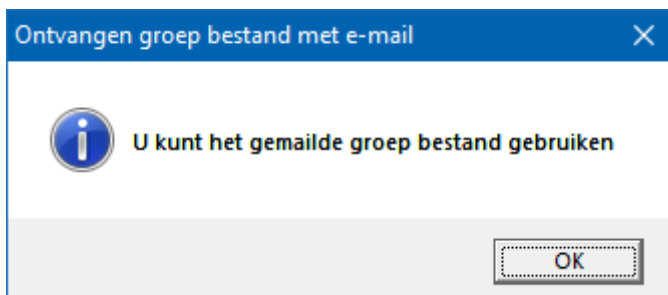 Ontvangen groep bestand met e-mail
U kunt het gemailde groep bestand gebruiken
OK